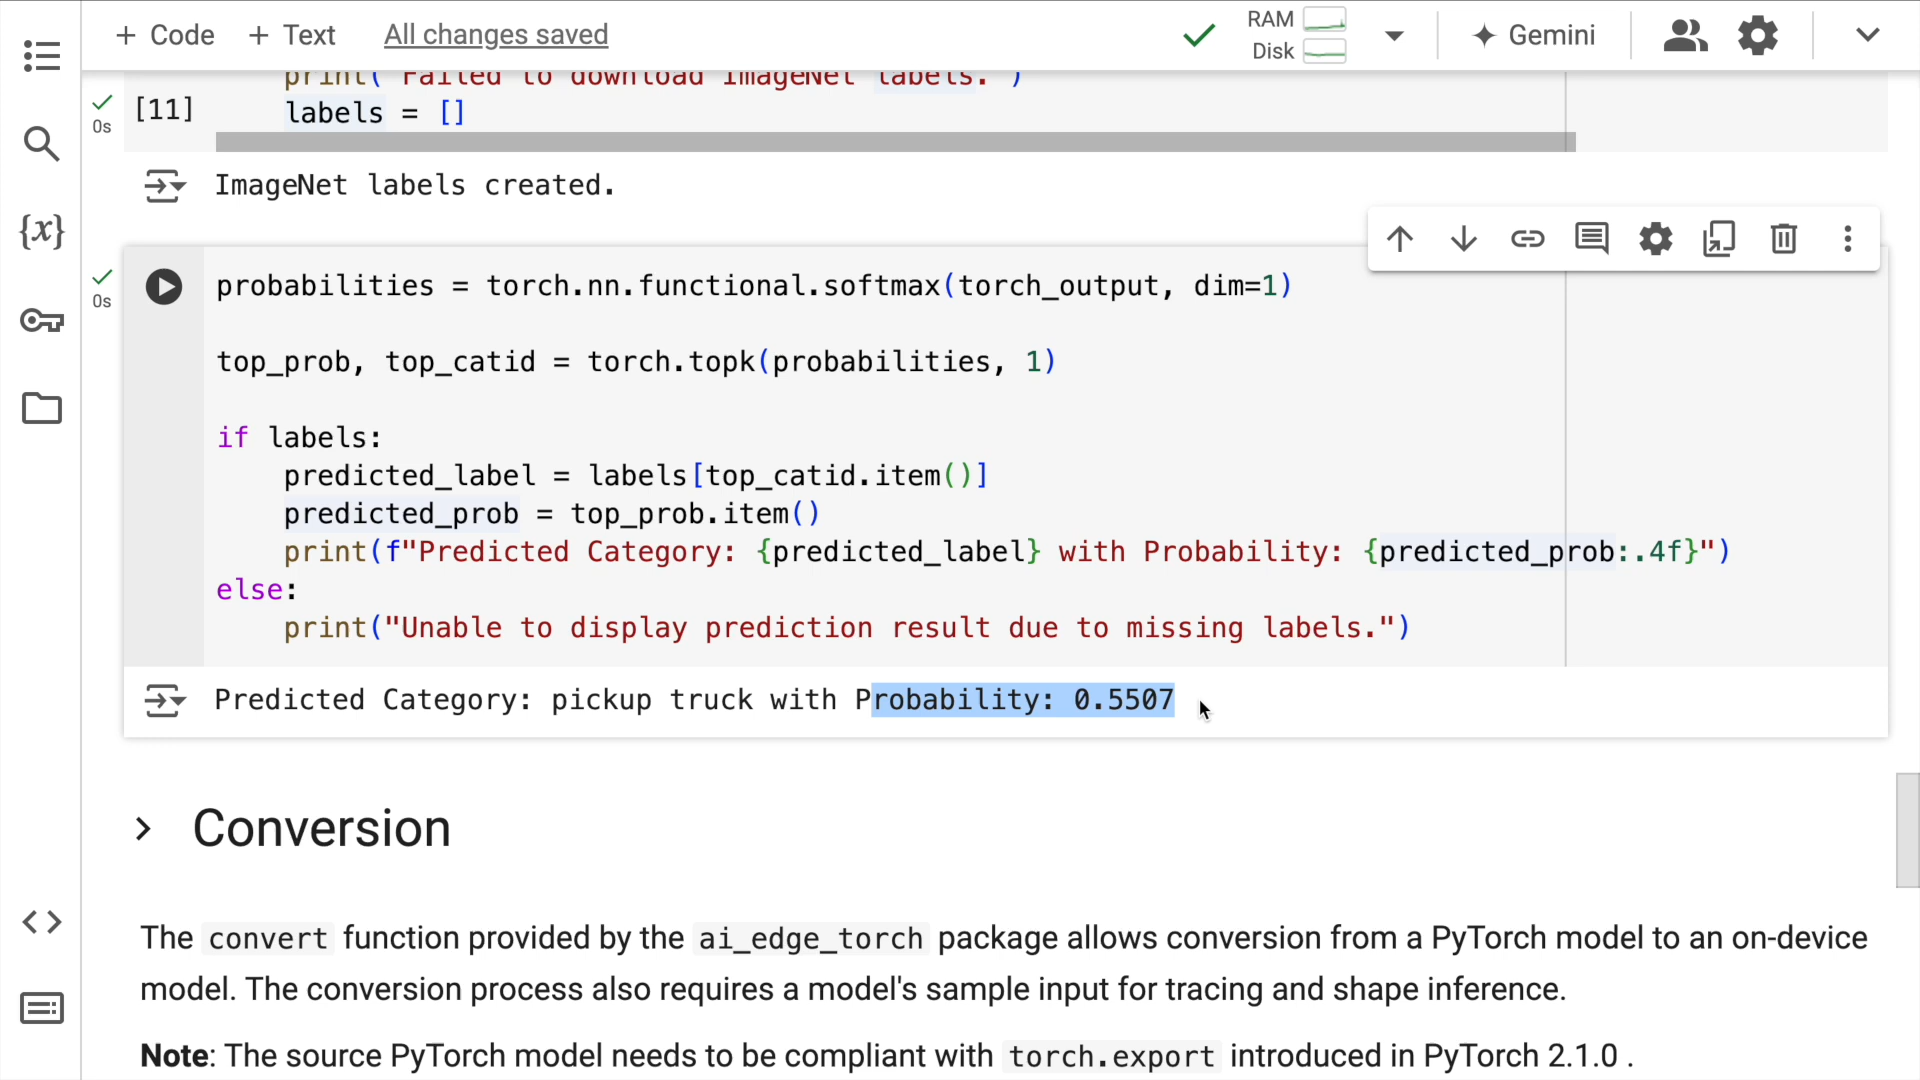 + Code + Text All changes saved RAM Disk Gemini
print("Failed to download ImageNet labels.")
[11] labels = []
0s
ImageNet labels created.
0s
probabilities = torch.nn.functional.softmax(torch_output, dim=1)
top_prob, top_catid = torch.topk(probabilities, 1)
if labels:
    predicted_label = labels[top_catid.item()]
    predicted_prob = top_prob.item()
    print(f"Predicted Category: {predicted_label} with Probability: {predicted_prob:.4f}")
else:
    print("Unable to display prediction result due to missing labels.")
Predicted Category: pickup truck with Probability: 0.5507
{x}
Conversion
The convert function provided by the ai_edge_torch package allows conversion from a PyTorch model to an on-device
model. The conversion process also requires a model's sample input for tracing and shape inference.
Note: The source PyTorch model needs to be compliant with torch.export introduced in PyTorch 2.1.0 .